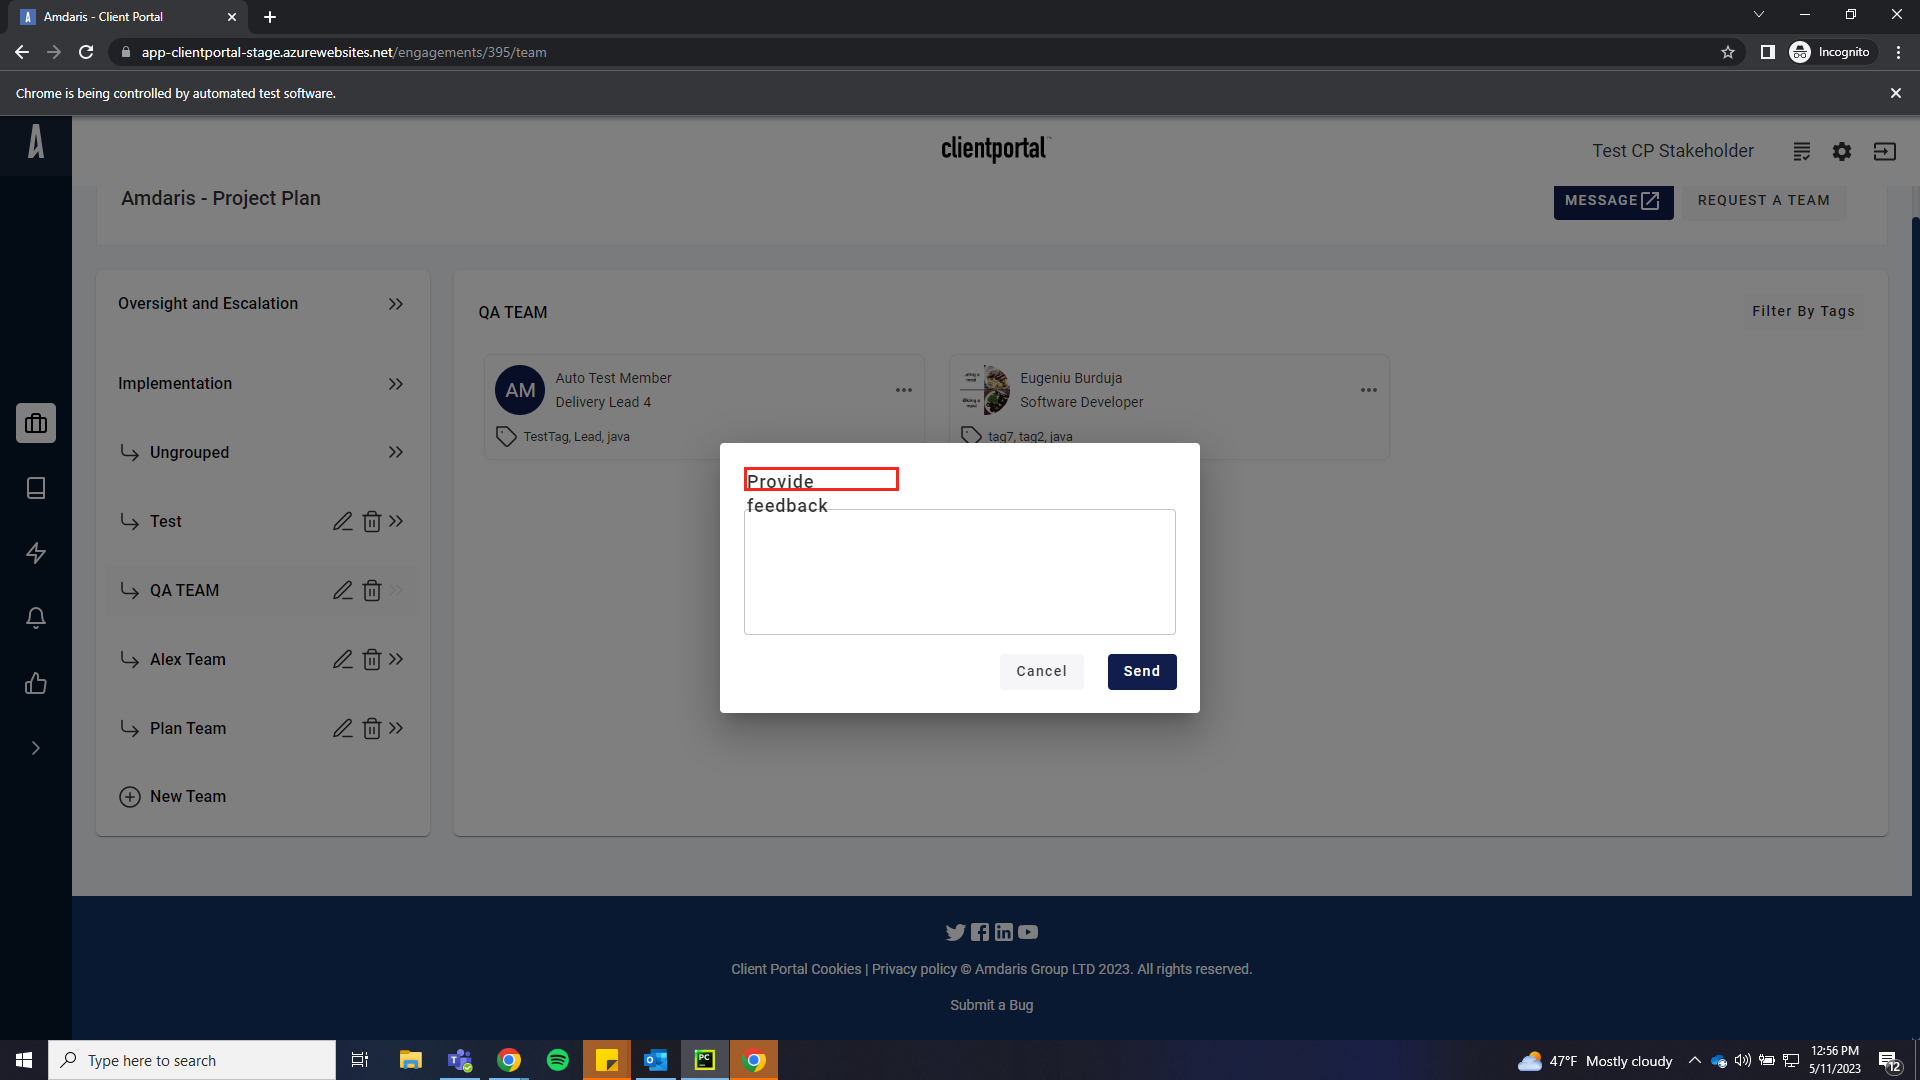 Amdaris - Client Portal
app-clientportal-stage.azurewebsites.net/engagements/395/team
Incognito
Chrome is being controlled by automated test software.
clientportal
Test CP Stakeholder
Amdaris - Project Plan
MESSAGE
REQUEST A TEAM
Oversight and Escalation
Implementation
Ungrouped
Test
QA TEAM
Alex Team
Plan Team
New Team
QA TEAM
Filter By Tags
AM
Auto Test Member
Delivery Lead 4
TestTag, Lead, java
Eugeniu Burduja
Software Developer
tag7, tag2, java
Provide
feedback
Cancel
Send
Client Portal Cookies | Privacy policy © Amdaris Group LTD 2023. All rights reserved.
Submit a Bug
Type here to search
PC
47°F Mostly cloudy
12:56 PM
5/11/2023
12